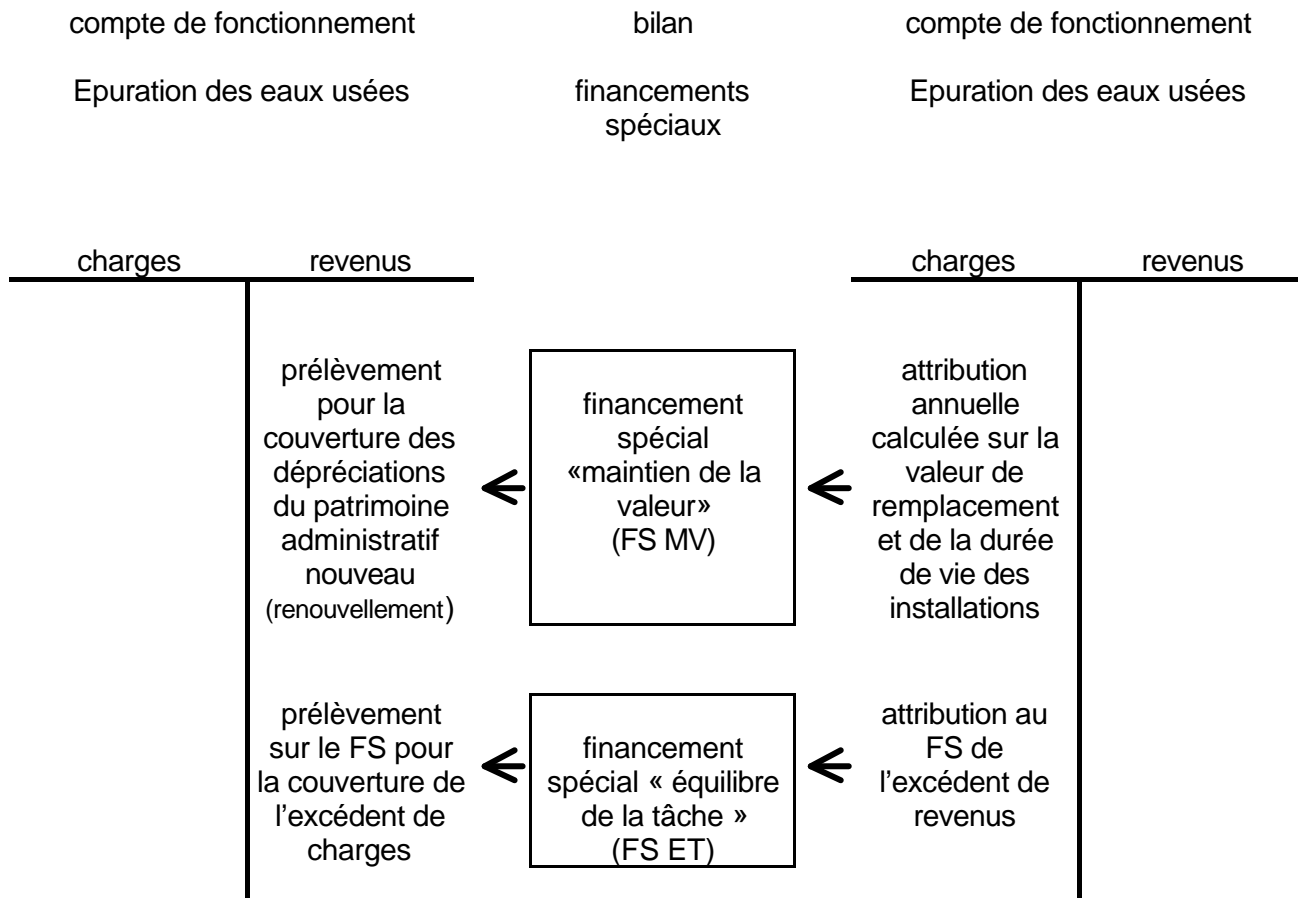 compte de fonctionnement
bilan
compte de fonctionnement
Epuration des eaux usées
financements
spéciaux
Epuration des eaux usées
charges
revenus
charges
revenus
prélèvement
pour la
couverture des
dépréciations
du patrimoine
administratif
nouveau
(renouvellement)
financement
spécial
«maintien de la
valeur»
(FS MV)
attribution
annuelle
calculée sur la
valeur de
remplacement
et de la durée
de vie des
installations
prélèvement
sur le FS pour
la couverture de
l'excédent de
charges
financement
spécial « équilibre
de la tâche »
(FS ET)
attribution au
FS de
l'excédent de
revenus